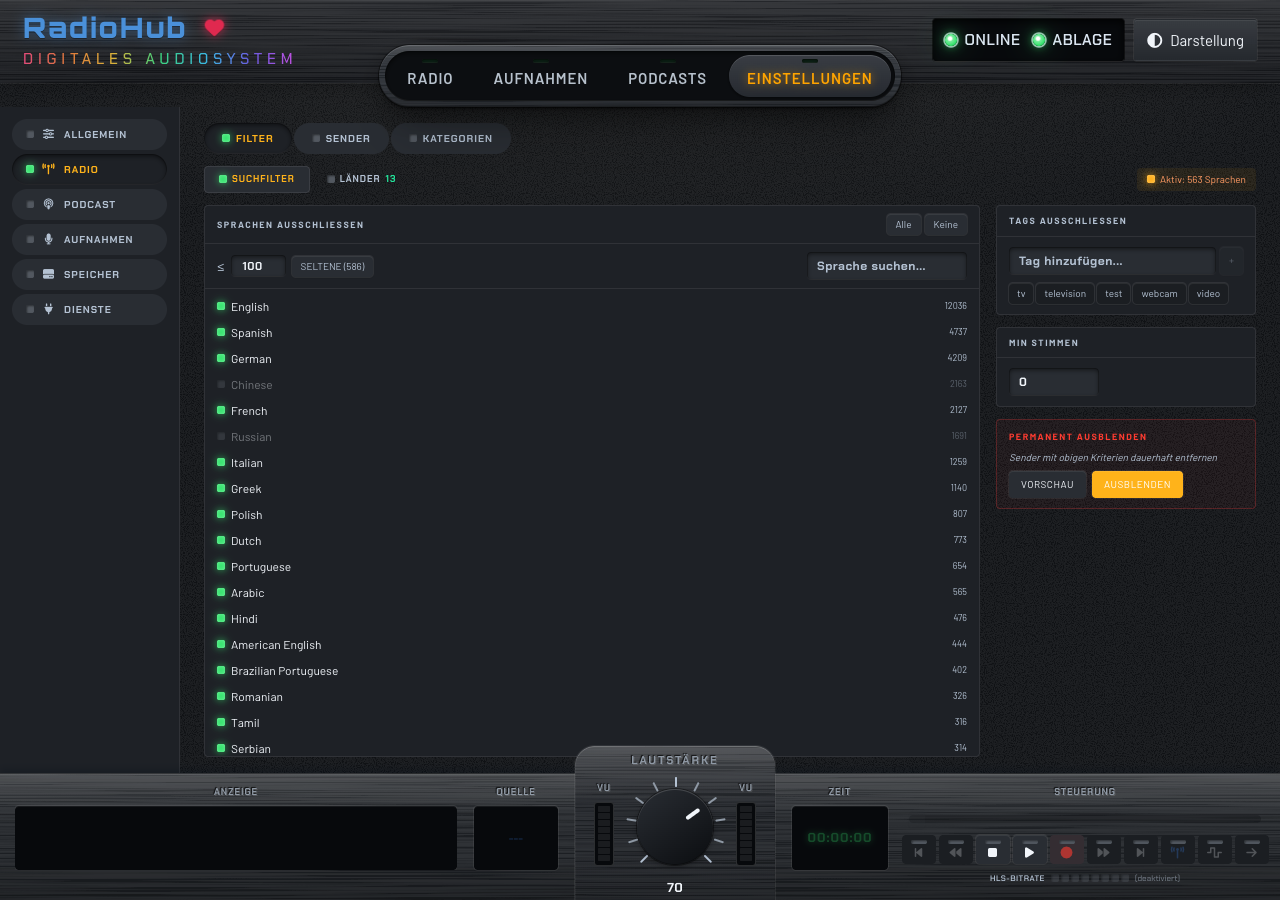 RadioHub
DIGITALES AUDIOSYSTEM
RADIO
AUFNAHMEN
PODCASTS
EINSTELLUNGEN
ONLINE
ABLAGE
Darstellung
ALLGEMEIN
RADIO
PODCAST
AUFNAHMEN
SPEICHER
DIENSTE
FILTER
SENDER
KATEGORIEN
SUCHFILTER
LÄNDER 13
Aktiv: 563 Sprachen
SPRACHEN AUSSCHLIESSEN
Alle
Keine
≤ 100
SELTENE (586)
Sprache suchen...
English 12036
Spanish 4737
German 4209
Chinese 2163
French 2127
Russian 1691
Italian 1259
Greek 1140
Polish 807
Dutch 773
Portuguese 654
Arabic 565
Hindi 476
American English 444
Brazilian Portuguese 402
Romanian 326
Tamil 316
Serbian 314
TAGS AUSSCHLIESSEN
Tag hinzufügen...
+
tv
television
test
webcam
video
MIN STIMMEN
0
PERMANENT AUSBLENDEN
Sender mit obigen Kriterien dauerhaft entfernen
VORSCHAU
AUSBLENDEN
ANZEIGE
QUELLE
---
LAUTSTÄRKE
VU
VU
70
ZEIT
00:00:00
STEUERUNG
HLS-BITRATE
[deaktiviert]